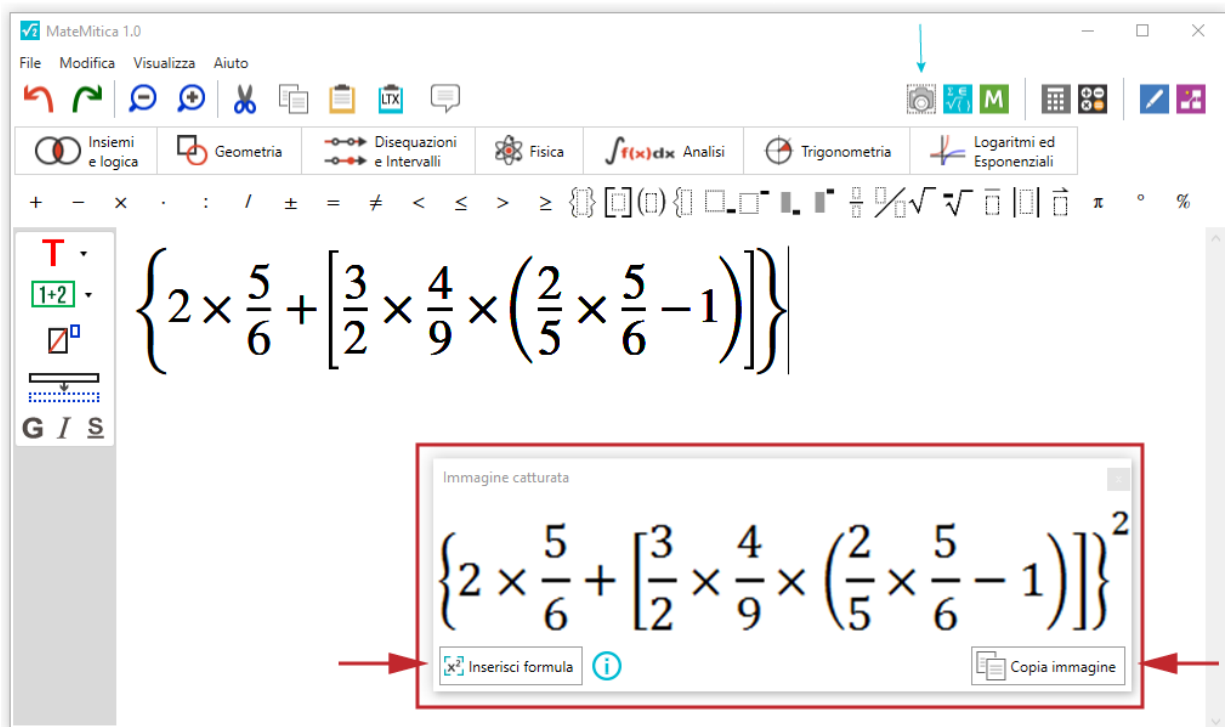 MateMitica 1.0
File Modifica Visualizza Aiuto
LTX Σ € √( ) M
Insiemi e logica Geometria Disequazioni e Intervalli Fisica ∫f(x)dx Analisi Trigonometria Logaritmi ed Esponenziali
+ − × · : / ± = ≠ < ≤ > ≥ {} [] () { √ √ | | π ° %
T
1+2
G I S
{2 × 5/6 + [3/2 × 4/9 × (2/5 × 5/6 − 1)]}
Immagine catturata
{2 × 5/6 + [3/2 × 4/9 × (2/5 × 5/6 − 1)]}²
x² Inserisci formula i Copia immagine